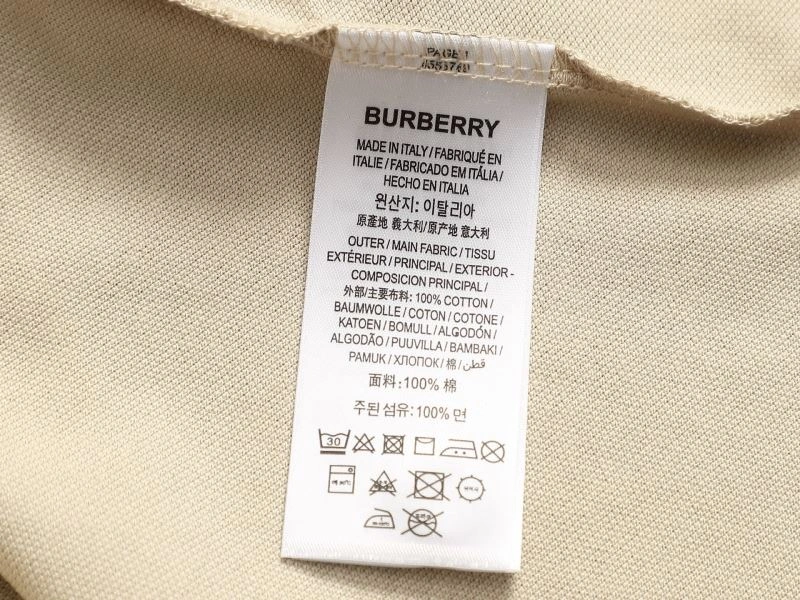 PAGE 1
BURBERRY
MADE IN ITALY / FABRIQUÉ EN
ITALIE / FABRICADO EM ITÁLIA /
HECHO EN ITALIA
원산지: 이탈리아
原產地 義大利/原产地 意大利
OUTER / MAIN FABRIC / TISSU
EXTÉRIEUR / PRINCIPAL / EXTERIOR -
COMPOSICION PRINCIPAL /
外部/主要布料: 100% COTTON /
BAUMWOLLE / COTON / COTONE /
KATOEN / BOMULL / ALGODÓN /
ALGODÃO / PUUVILLA / BAMBAKI /
PAMUK / ХЛОПОК / 棉 / قطن
面料:100% 棉
주된 섬유: 100% 면
30